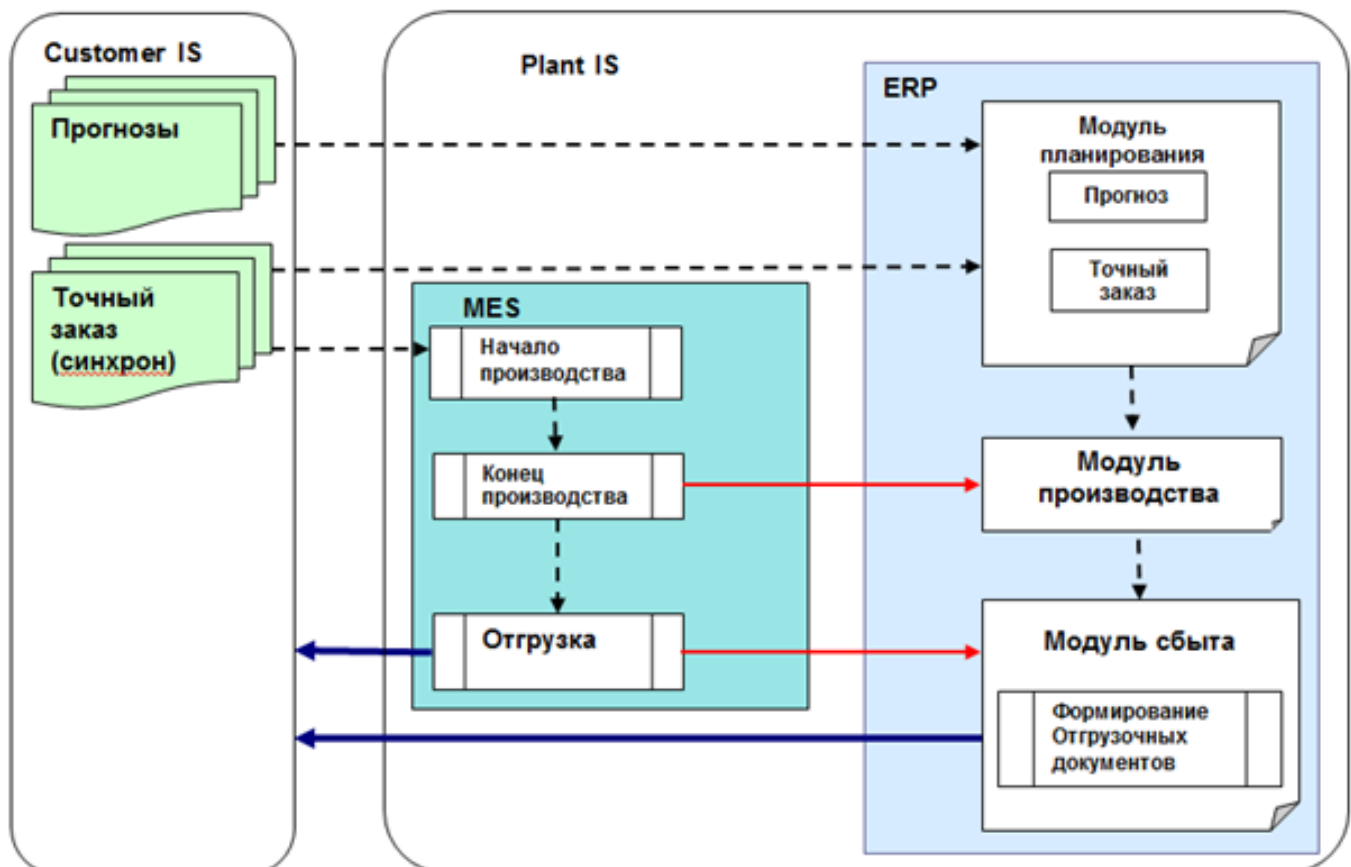 Customer IS
Прогнозы
Точный
заказ
(синхрон)
Plant IS
MES
Начало
производства
Конец
производства
Отгрузка
ERP
Модуль
планирования
Прогноз
Точный
заказ
Модуль
производства
Модуль сбыта
Формирование
Отгрузочных
документов